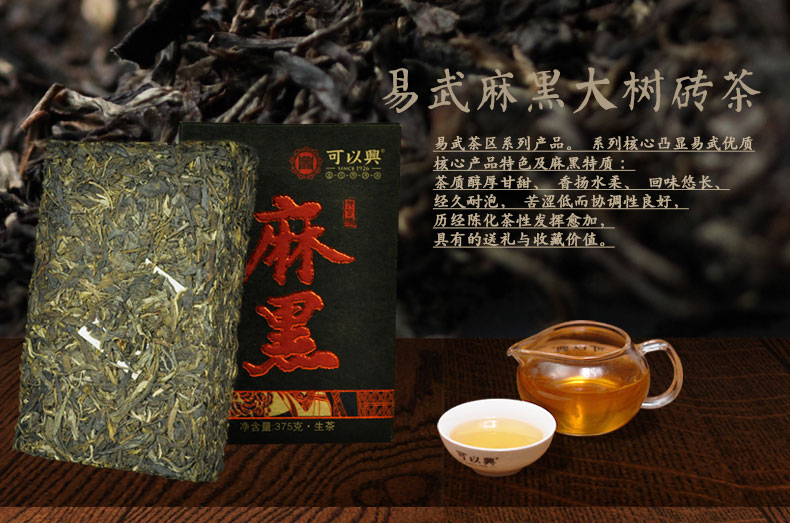 易武麻黑大树砖茶
易武茶区系列产品。 系列核心凸显易武优质
核心产品特色及麻黑特质：
茶质醇厚甘甜、 香扬水柔、 回味悠长、
经久耐泡， 苦涩低而协调性良好，
历经陈化茶性发挥愈加，
具有的送礼与收藏价值。
可以興®
SINCE 1926
麻黑
净含量:375克·生茶
可以興